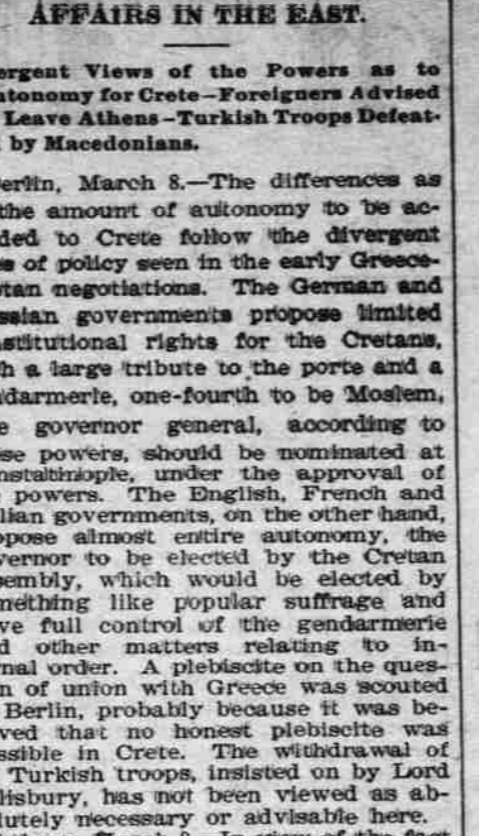 AFFAIRS IN THE EAST.
ergent Views of the Powers as to
utonomy for Crete—Foreigners Advised
Leave Athens—Turkish Troops Defeat-
by Macedonians.
erlin, March 8.—The differences as
the amount of autonomy to be ac-
ded to Crete follow the divergent
s of policy seen in the early Greece-
tan negotiations. The German and
ssian governments propose limited
nstitutional rights for the Cretans,
h a large tribute to the porte and a
ndarmerie, one-fourth to be Moslem,
e governor general, according to
se powers, should be nominated at
nstaltiniople, under the approval of
powers. The English, French and
lian governments, on the other hand,
opose almost entire autonomy, the
vernor to be elected by the Cretan
sembly, which would be elected by
mething like popular suffrage and
ve full control of the gendarmerie
d other matters relating to in-
nal order. A plebiscite on the ques-
n of union with Greece was scouted
Berlin, probably because it was be-
ved that no honest plebiscite was
ssible in Crete. The withdrawal of
Turkish troops, insisted on by Lord
lisbury, has not been viewed as ab-
lutely necessary or advisable here.